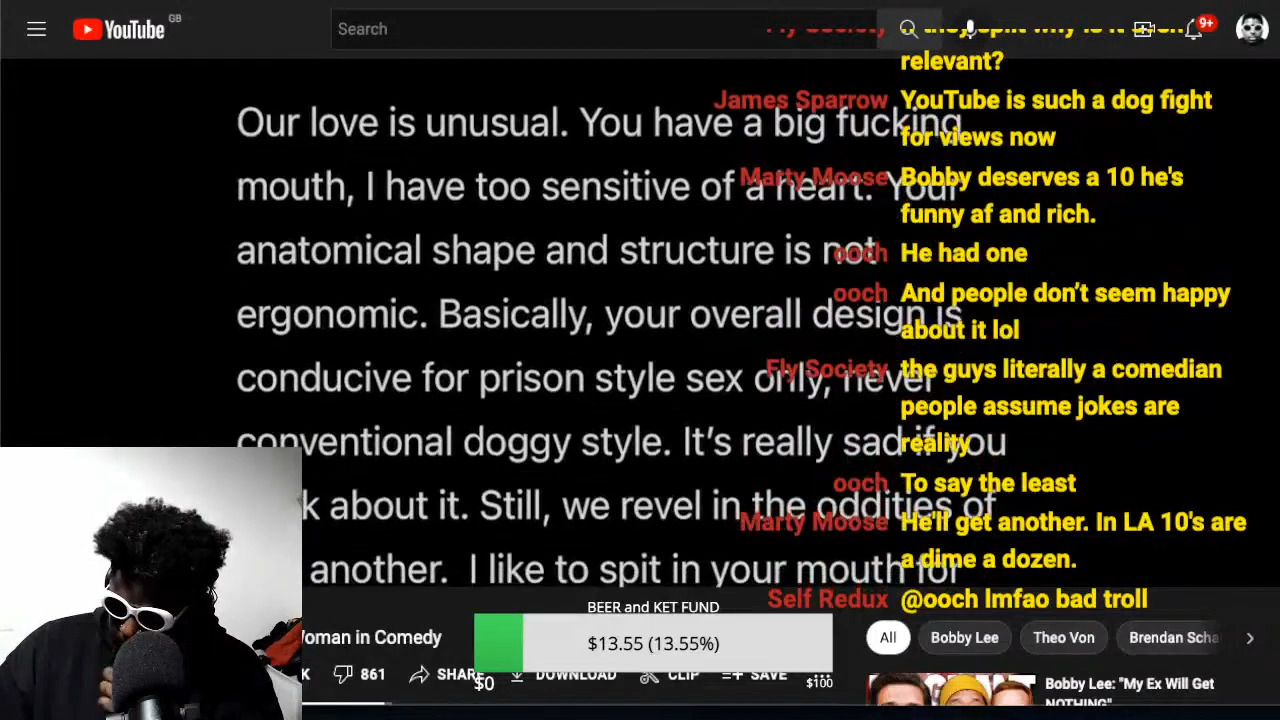 YouTube GB
Search
9+
Fly Society
relevant?
James Sparrow YouTube is such a dog fight
for views now
Marty Moose Bobby deserves a 10 he's
funny af and rich.
ooch He had one
ooch And people don't seem happy
about it lol
Fly Society the guys literally a comedian
people assume jokes are
reality
ooch To say the least
Marty Moose He'll get another. In LA 10's are
a dime a dozen.
Self Redux @ooch lmfao bad troll
Our love is unusual. You have a big fucking
mouth, I have too sensitive of a heart. Your
anatomical shape and structure is not
ergonomic. Basically, your overall design is
conducive for prison style sex only, never
conventional doggy style. It's really sad if you
about it. Still, we revel in the oddities of
another. I like to spit in your mouth for
BEER and KET FUND
$13.55 (13.55%)
$0
$100
Woman in Comedy
861
SHARE
DOWNLOAD
CLIP
SAVE
All
Bobby Lee
Theo Von
Brendan Scha
Bobby Lee: "My Ex Will Get
NOTHING"